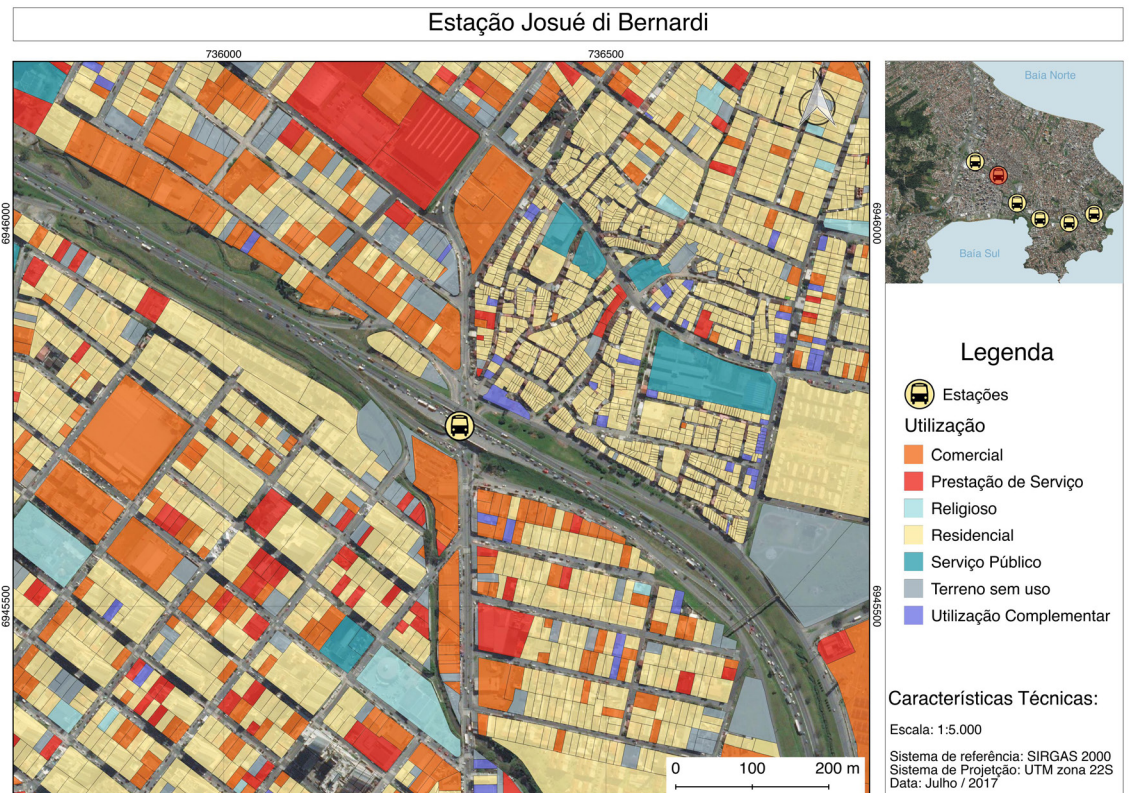 Estação Josué di Bernardi
736000
736500
N
6946000
6946000
6945500
6945500
0 100 200 m
Baía Norte
Baía Sul
Legenda
Estações
Utilização
Comercial
Prestação de Serviço
Religioso
Residencial
Serviço Público
Terreno sem uso
Utilização Complementar
Características Técnicas:
Escala: 1:5.000
Sistema de referência: SIRGAS 2000
Sistema de Projetção: UTM zona 22S
Data: Julho / 2017